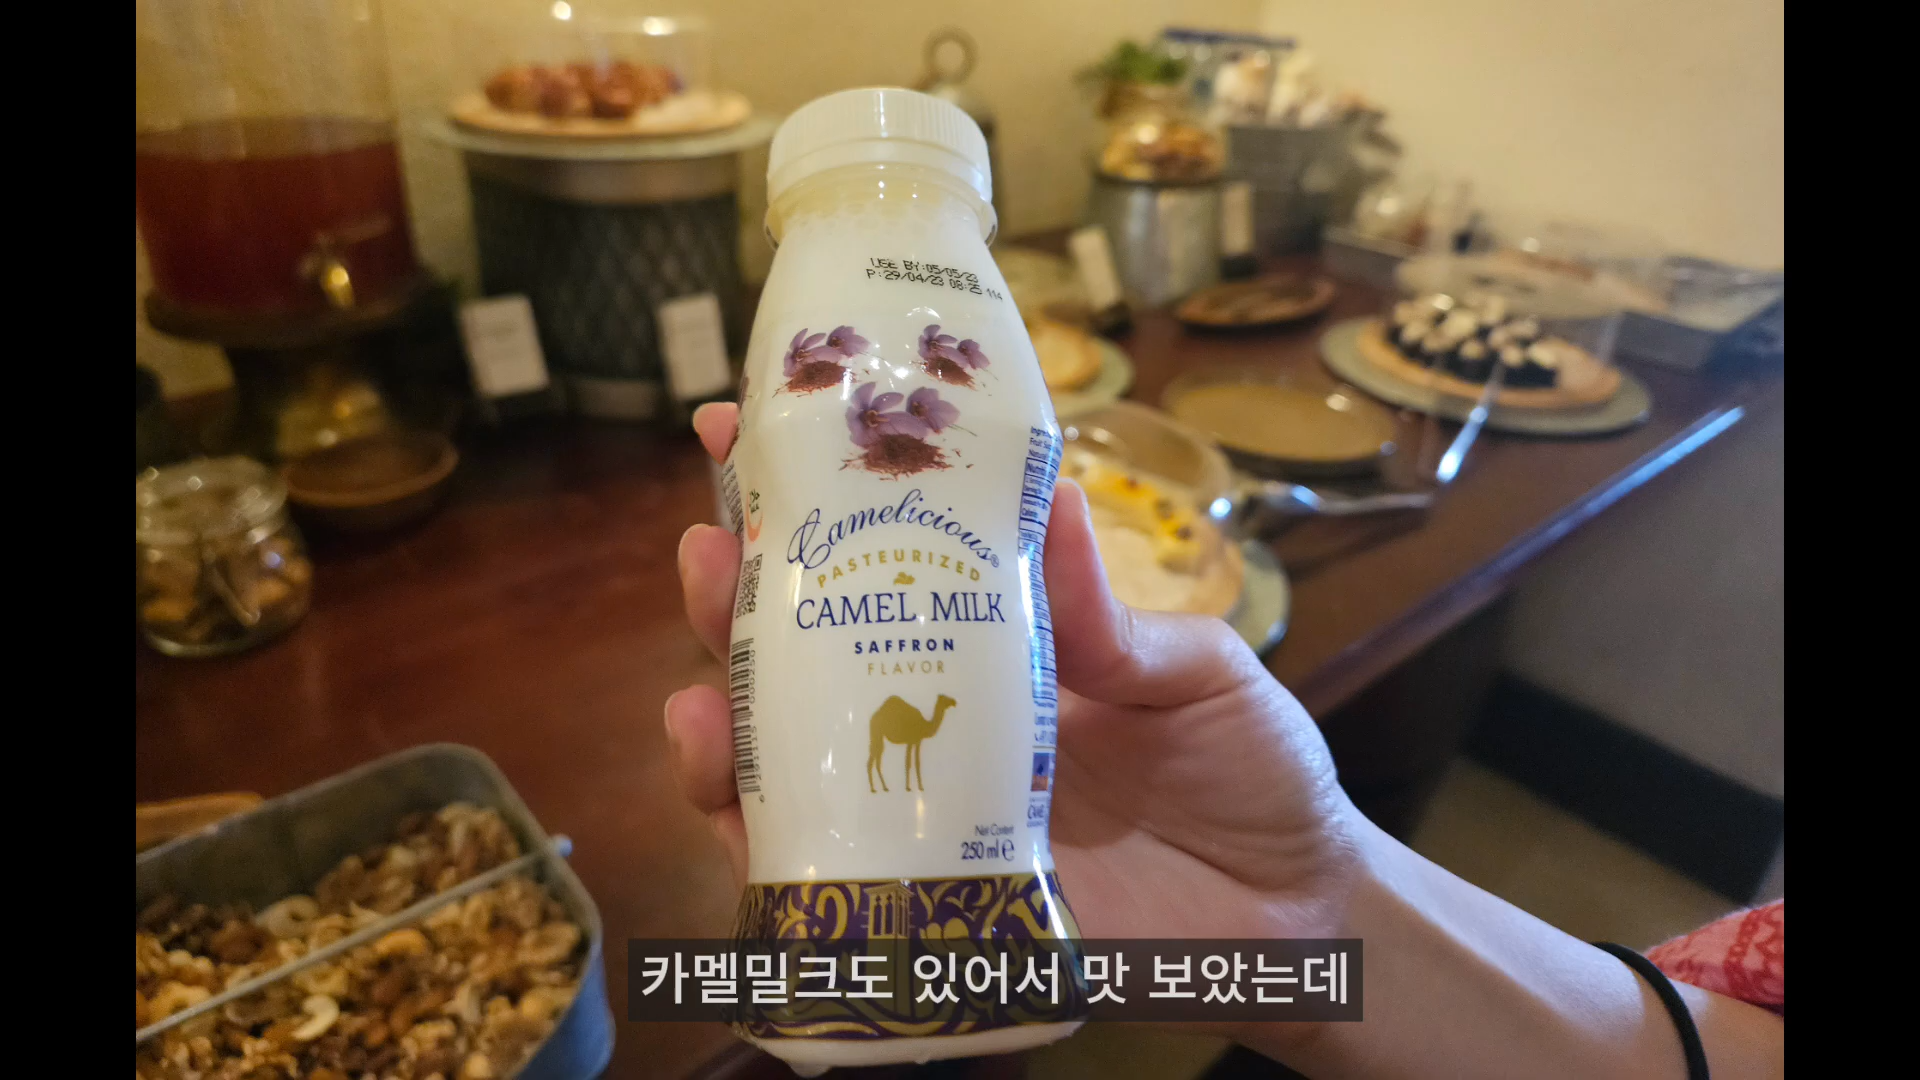 USE BY:05/05/23
P:29/04/23 08:25 114
Camelicious®
PASTEURIZED
CAMEL MILK
SAFFRON
FLAVOR
Net Content
250 ml e
카멜밀크도 있어서 맛 보았는데